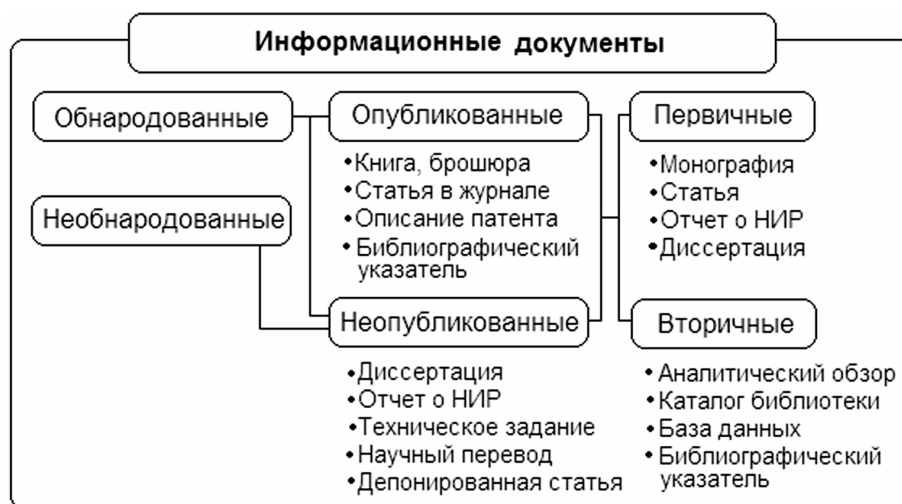 Информационные документы
Обнародованные
Необнародованные
Опубликованные
•Книга, брошюра
•Статья в журнале
•Описание патента
•Библиографический
указатель
Неопубликованные
•Диссертация
•Отчет о НИР
•Техническое задание
•Научный перевод
•Депонированная статья
Первичные
•Монография
•Статья
•Отчет о НИР
•Диссертация
Вторичные
•Аналитический обзор
•Каталог библиотеки
•База данных
•Библиографический
указатель